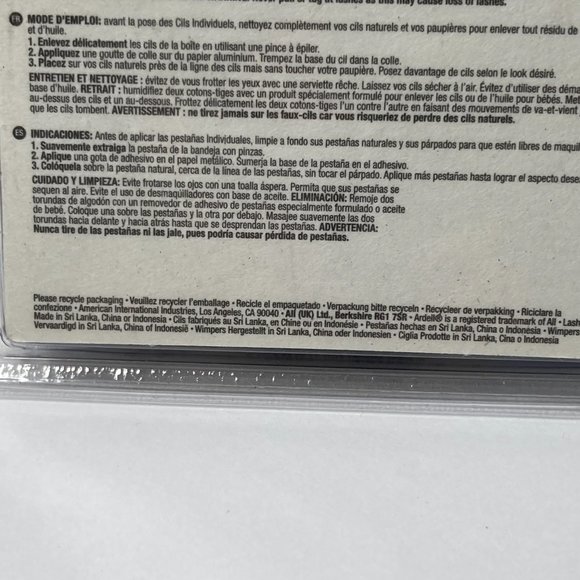 Never pull or tug at lashes as this may cause loss of lashes.
FR MODE D'EMPLOI: avant la pose des Cils Individuels, nettoyez complètement vos cils naturels et vos paupières pour enlever tout résidu de
et d'huile.
1. Enlevez délicatement les cils de la boîte en utilisant une pince à épiler.
2. Appliquez une goutte de colle sur du papier aluminium. Trempez la base du cil dans la colle.
3. Placez sur vos cils naturels près de la ligne des cils mais sans toucher votre paupière. Posez davantage de cils selon le look désiré.
ENTRETIEN ET NETTOYAGE : évitez de vous frotter les yeux avec une serviette rêche. Laissez vos cils sécher à l'air. Évitez d'utiliser des
base d'huile. RETRAIT : humidifiez deux cotons-tiges avec un produit spécialement formulé pour enlever les cils ou de l'huile pour bébés.
au-dessus des cils et un au-dessous. Frottez délicatement les deux cotons-tiges l'un contre l'autre en faisant des mouvements de va-et-vient
que les cils tombent. AVERTISSEMENT : ne tirez jamais sur les faux-cils car vous risqueriez de perdre des cils naturels.
ES INDICACIONES: Antes de aplicar las pestañas Individuales, limpie a fondo sus pestañas naturales y sus párpados para que estén libres de
1. Suavemente extraiga la pestaña de la bandeja con pinzas.
2. Aplique una gota de adhesivo en el papel metálico. Sumerja la base de la pestaña en el adhesivo.
3. Colóquela sobre la pestaña natural, cerca de la línea de las pestañas, sin tocar el párpado. Aplique más pestañas hasta lograr el aspecto
CUIDADO Y LIMPIEZA: Evite frotarse los ojos con una toalla áspera. Permita que sus pestañas se
sequen al aire. Evite el uso de desmaquilladores con base de aceite. ELIMINACIÓN: Remoje dos
torundas de algodón con un removedor de adhesivo de pestañas especialmente formulado o aceite
de bebé. Coloque una sobre las pestañas y la otra por debajo. Masajee suavemente las dos
torundas hacia delante y hacia atrás hasta que se desprendan las pestañas. ADVERTENCIA:
Nunca tire de las pestañas ni las jale, pues podría causar pérdida de pestañas.
Please recycle packaging • Veuillez recycler l'emballage • Recicle el empaquetado • Verpackung bitte recyceln • Recycleer de verpakking • Riciclare la
confezione • American International Industries, Los Angeles, CA 90040 • AII (UK) Ltd., Berkshire RG1 7SR • Ardell® is a registered trademark of AII •
Made in Sri Lanka, China or Indonesia • Cils fabriqués au Sri Lanka, en Chine ou en Indonésie • Pestañas hechas en Sri Lanka, China o Indonesia • Wimpers
Vervaardigd in Sri Lanka, China of Indonesië • Wimpern Hergestellt in Sri Lanka, China oder Indonesien • Ciglia Prodotte in Sri Lanka, Cina o Indonesia